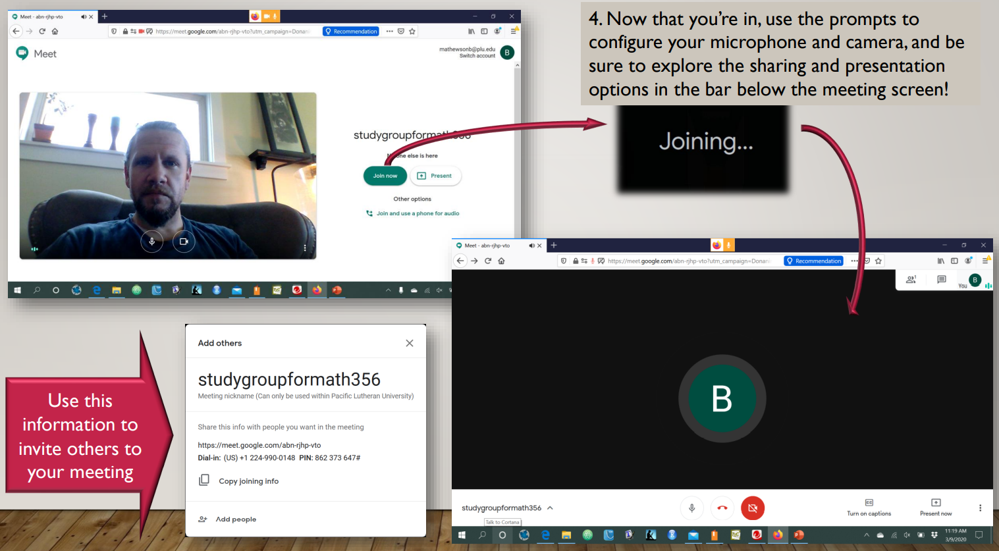 Meet - abn-rjhp-vto
https://meet.google.com/abn-rjhp-vto?utm_campaign=Donani
Recommendation
Meet
mathewsonb@plu.edu
Switch account
B
studygroupformath356
No one else is here
Join now
Present
Other options
Join and use a phone for audio
4. Now that you're in, use the prompts to
configure your microphone and camera, and be
sure to explore the sharing and presentation
options in the bar below the meeting screen!
Joining...
Use this
information to
invite others to
your meeting
Add others
studygroupformath356
Meeting nickname (Can only be used within Pacific Lutheran University)
Share this info with people you want in the meeting
https://meet.google.com/abn-rjhp-vto
Dial-in: (US) +1 224-990-0148 PIN: 862 373 647#
Copy joining info
Add people
Meet - abn-rjhp-vto
https://meet.google.com/abn-rjhp-vto?utm_campaign=Donani
Recommendation
1
You
B
B
studygroupformath356
Talk to Cortana
CC
Turn on captions
Present now
11:19 AM
3/9/2020